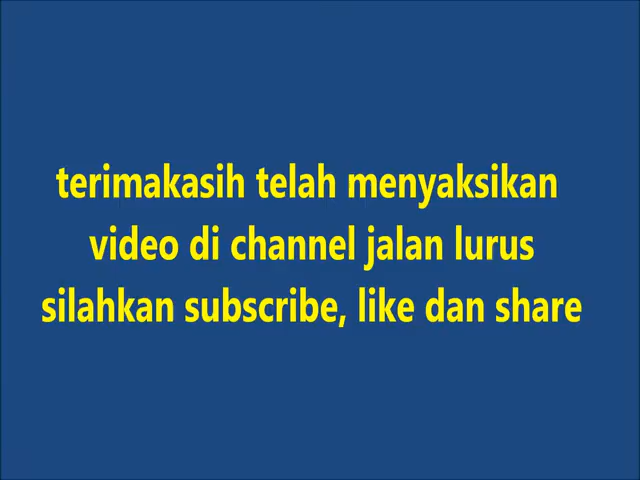 terimakasih telah menyaksikan
video di channel jalan lurus
silahkan subscribe, like dan share